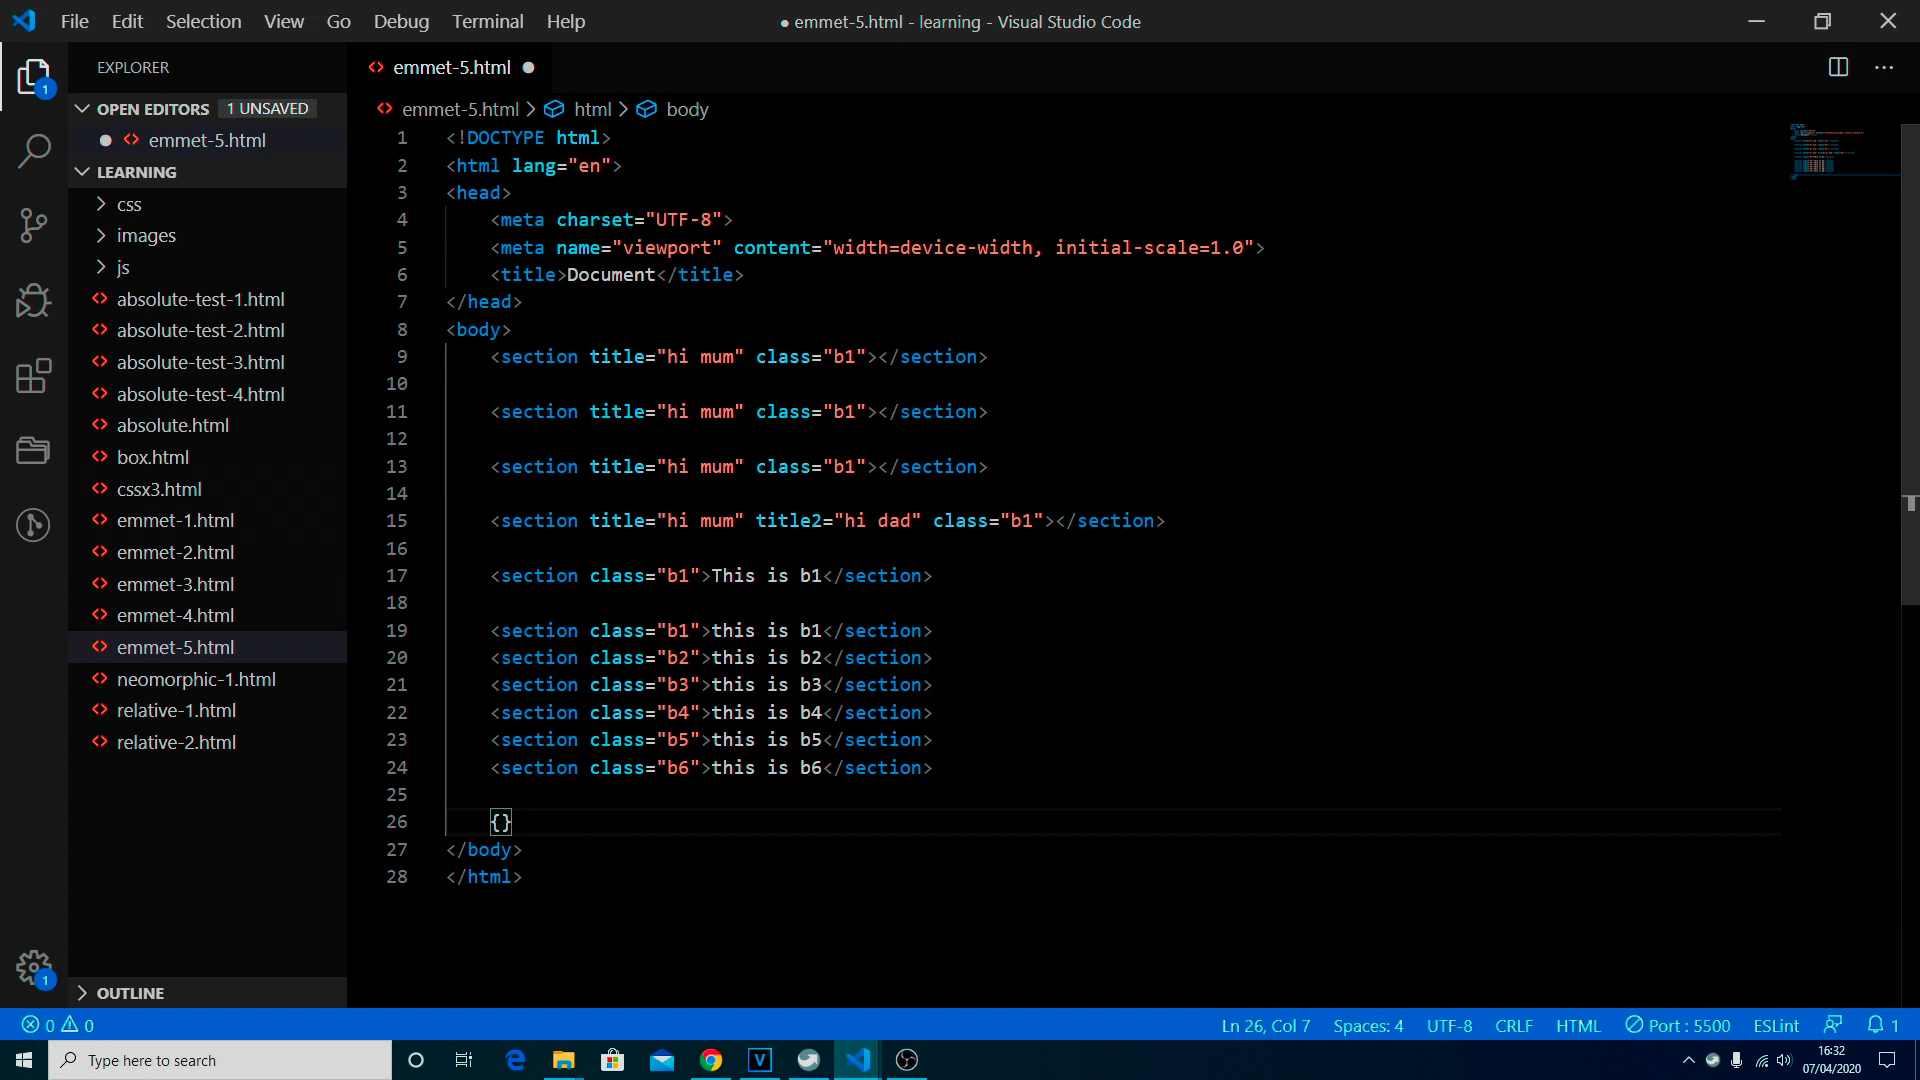 File Edit Selection View Go Debug Terminal Help
● emmet-5.html - learning - Visual Studio Code
EXPLORER
OPEN EDITORS 1 UNSAVED
emmet-5.html
LEARNING
css
images
js
absolute-test-1.html
absolute-test-2.html
absolute-test-3.html
absolute-test-4.html
absolute.html
box.html
cssx3.html
emmet-1.html
emmet-2.html
emmet-3.html
emmet-4.html
emmet-5.html
neomorphic-1.html
relative-1.html
relative-2.html
OUTLINE
1
1
emmet-5.html
emmet-5.html > html > body
1 <!DOCTYPE html>
2 <html lang="en">
3 <head>
4 <meta charset="UTF-8">
5 <meta name="viewport" content="width=device-width, initial-scale=1.0">
6 <title>Document</title>
7 </head>
8 <body>
9 <section title="hi mum" class="b1"></section>
10
11 <section title="hi mum" class="b1"></section>
12
13 <section title="hi mum" class="b1"></section>
14
15 <section title="hi mum" title2="hi dad" class="b1"></section>
16
17 <section class="b1">This is b1</section>
18
19 <section class="b1">this is b1</section>
20 <section class="b2">this is b2</section>
21 <section class="b3">this is b3</section>
22 <section class="b4">this is b4</section>
23 <section class="b5">this is b5</section>
24 <section class="b6">this is b6</section>
25
26 {}
27 </body>
28 </html>
0 0 Ln 26, Col 7 Spaces: 4 UTF-8 CRLF HTML Port : 5500 ESLint 1
Type here to search
V
16:32
07/04/2020